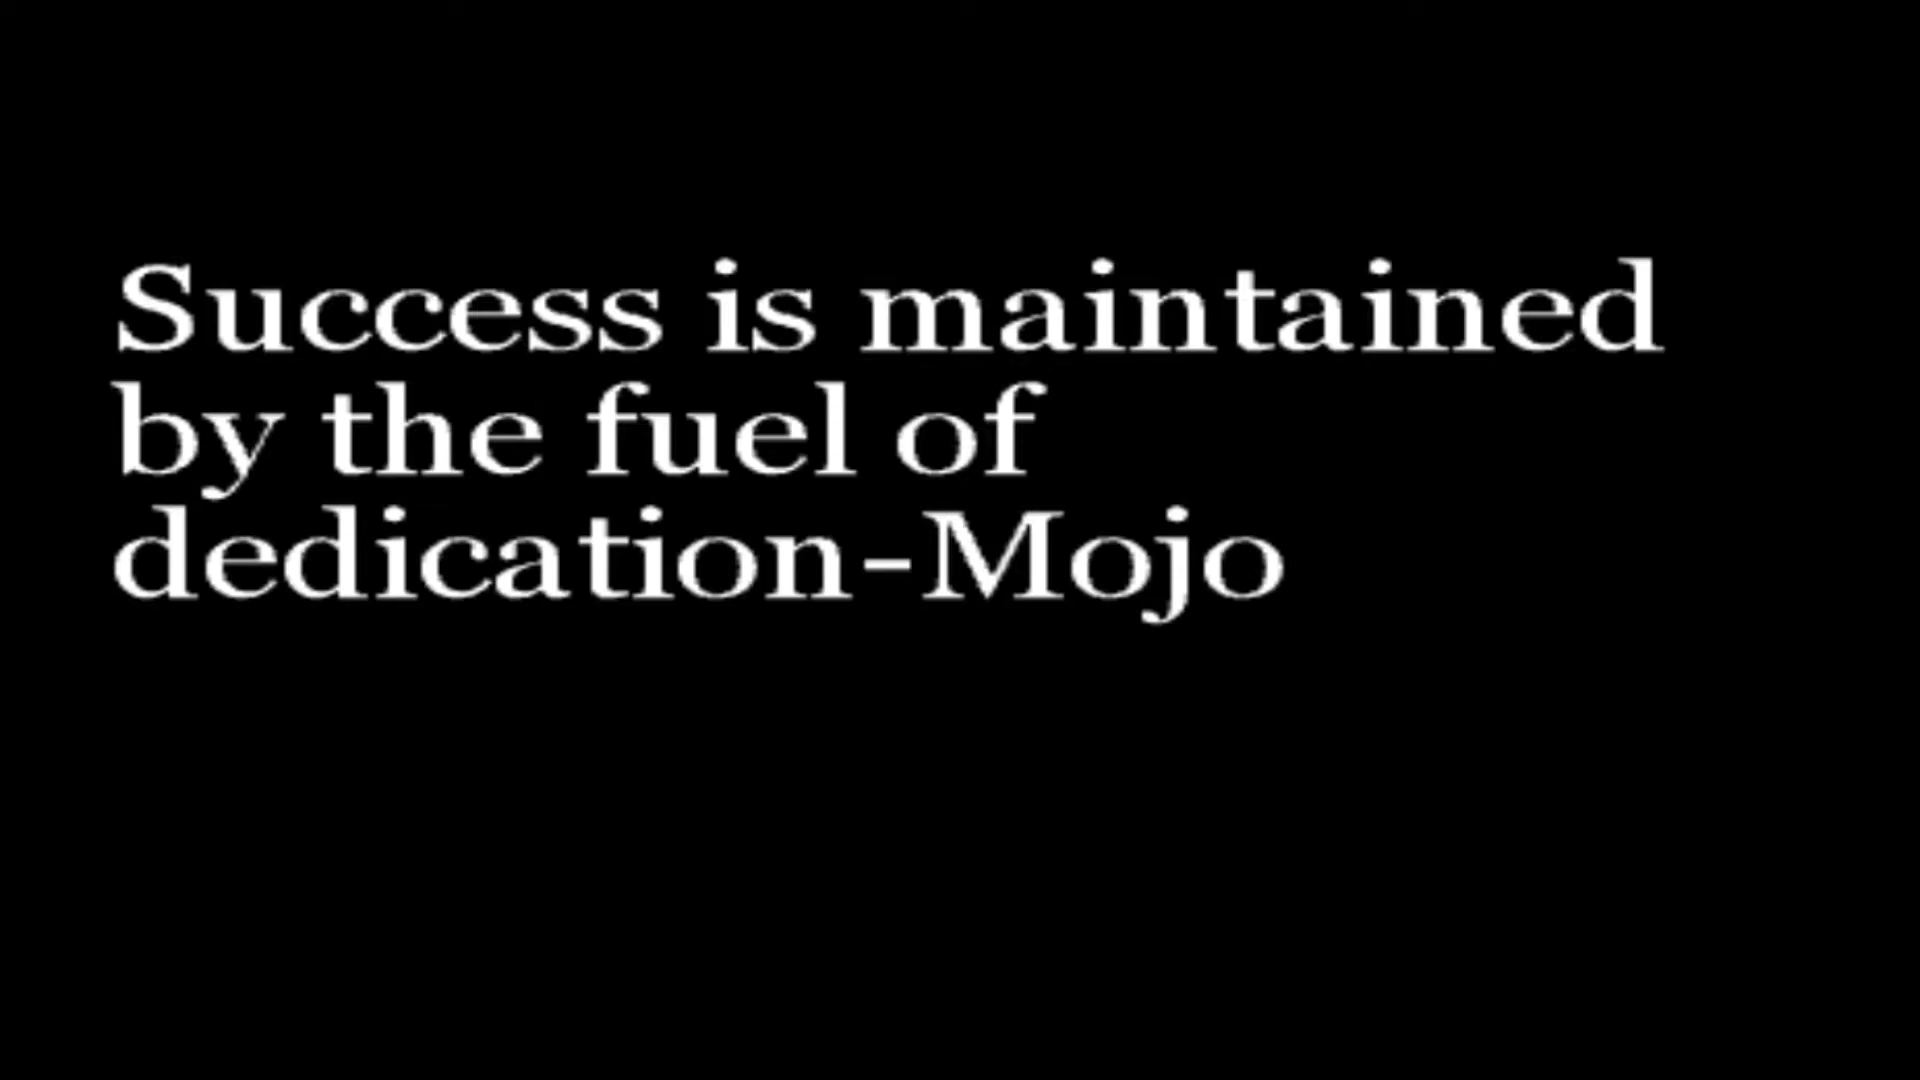 Success is maintained
by the fuel of
dedication-Mojo